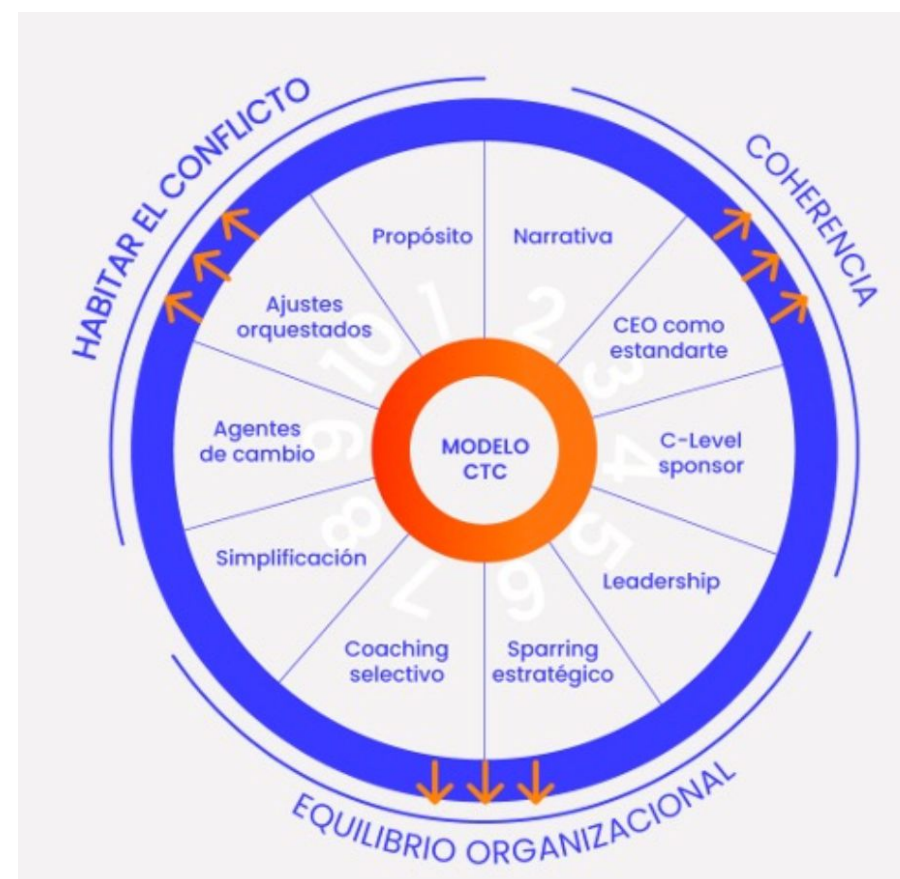 HABITAR EL CONFLICTO
COHERENCIA
EQUILIBRIO ORGANIZACIONAL
MODELO
CTC
1
Propósito
2
Narrativa
3
CEO como
estandarte
4
C-Level
sponsor
5
Leadership
6
Sparring
estratégico
7
Coaching
selectivo
8
Simplificación
9
Agentes
de cambio
10
Ajustes
orquestados